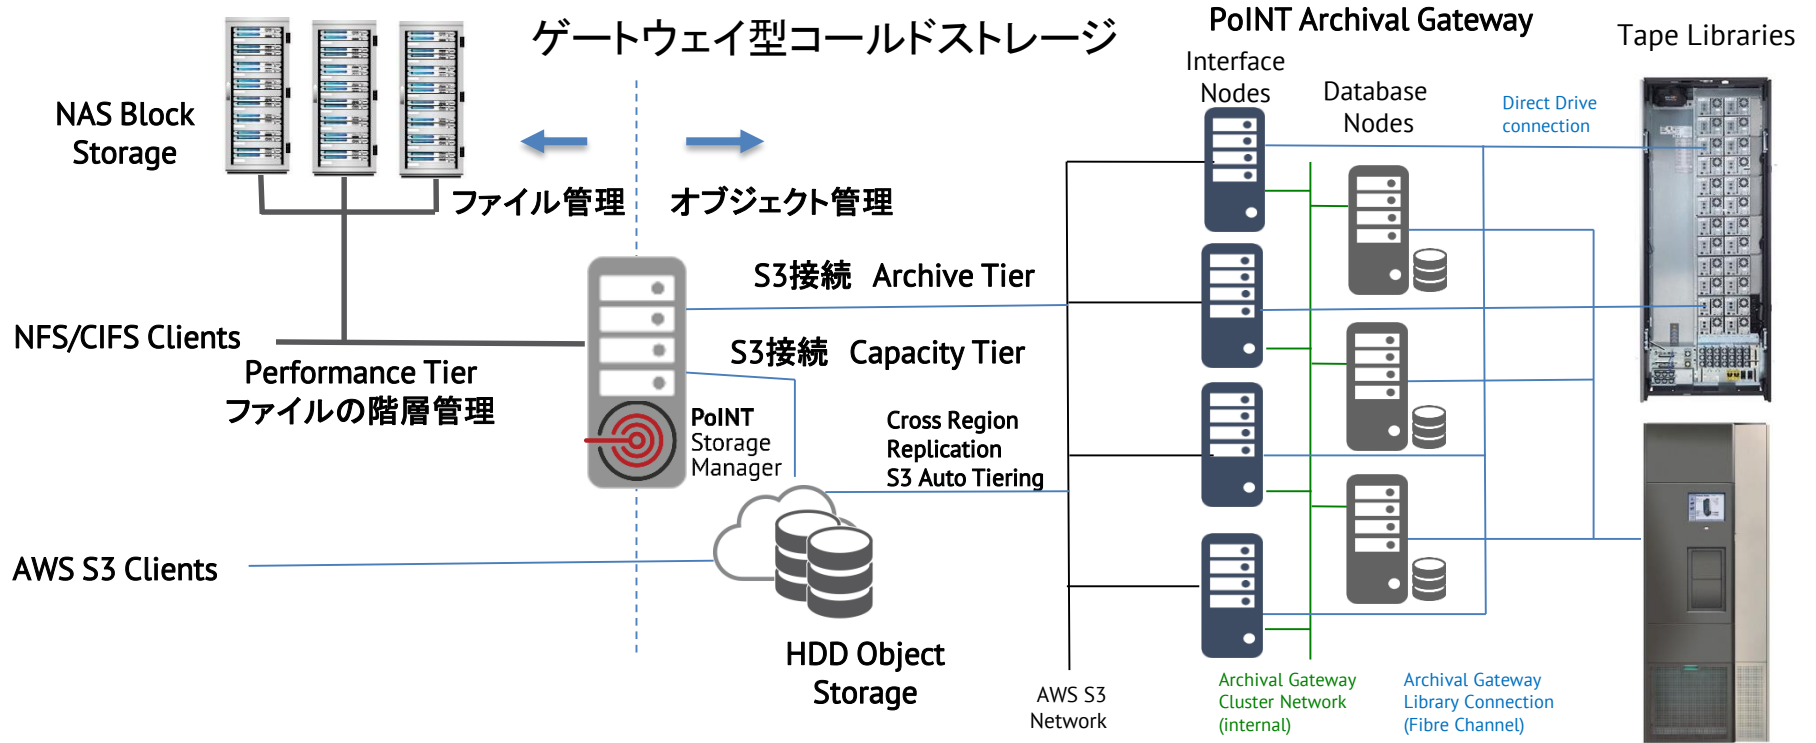 ゲートウェイ型コールドストレージ
PoINT Archival Gateway
Tape Libraries
Interface
Nodes
Database
Nodes
Direct Drive
connection
NAS Block
Storage
ファイル管理
オブジェクト管理
S3接続 Archive Tier
NFS/CIFS Clients
S3接続 Capacity Tier
Performance Tier
ファイルの階層管理
PoINT
Storage
Manager
Cross Region
Replication
S3 Auto Tiering
AWS S3 Clients
HDD Object
Storage
AWS S3
Network
Archival Gateway
Cluster Network
(internal)
Archival Gateway
Library Connection
(Fibre Channel)